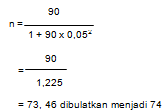 90
n =
1 + 90 x 0,05²
90
=
1,225
= 73, 46 dibulatkan menjadi 74